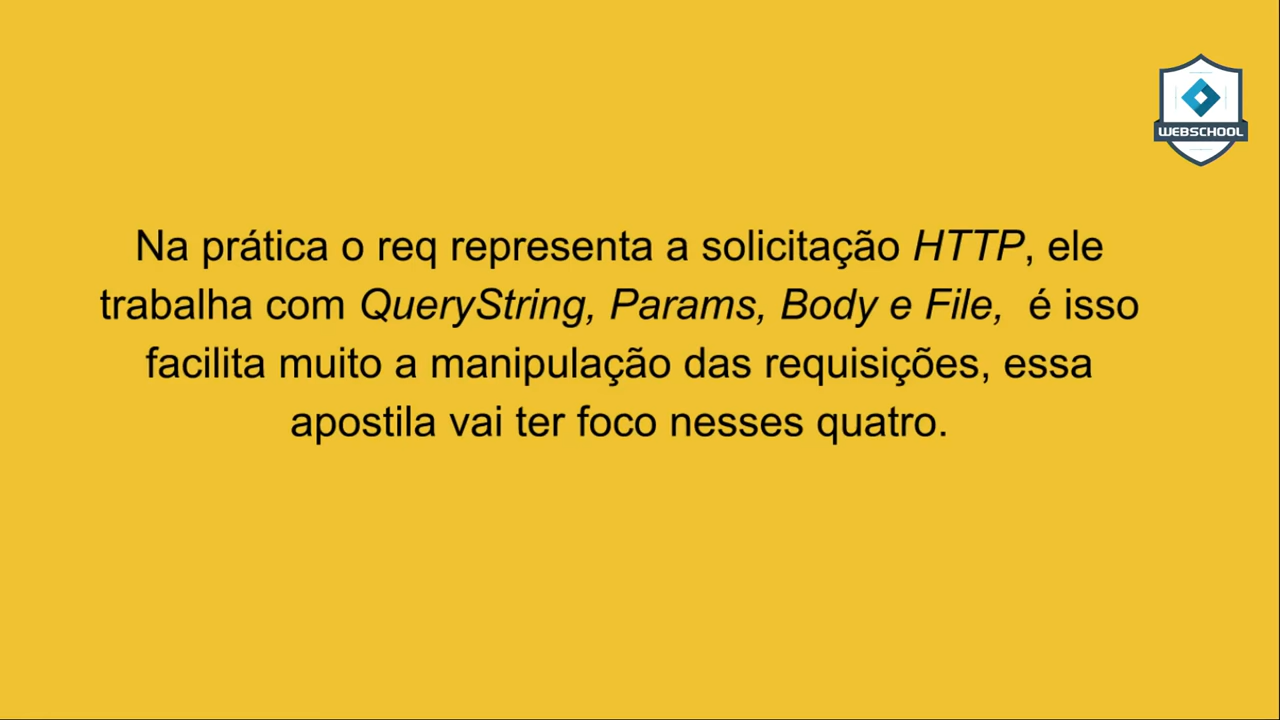 WEBSCHOOL
Na prática o req representa a solicitação HTTP, ele
trabalha com QueryString, Params, Body e File, é isso
facilita muito a manipulação das requisições, essa
apostila vai ter foco nesses quatro.